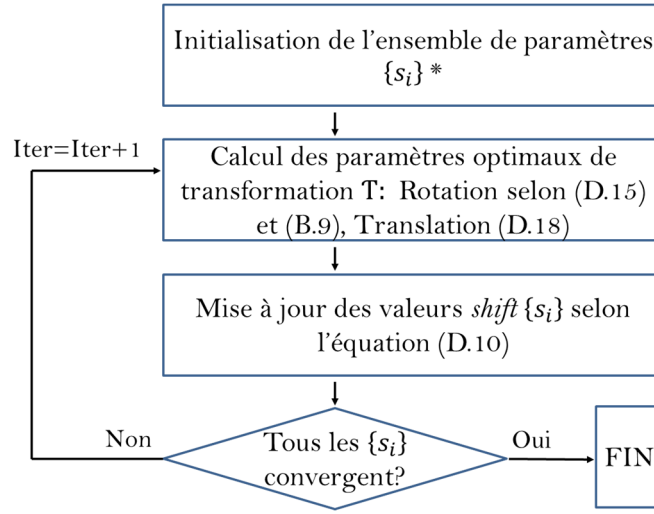 Initialisation de l'ensemble de paramètres
{sᵢ} *
Iter=Iter+1
Calcul des paramètres optimaux de
transformation T: Rotation selon (D.15)
et (B.9), Translation (D.18)
Mise à jour des valeurs shift {sᵢ} selon
l'équation (D.10)
Non
Tous les {sᵢ}
convergent?
Oui
FIN